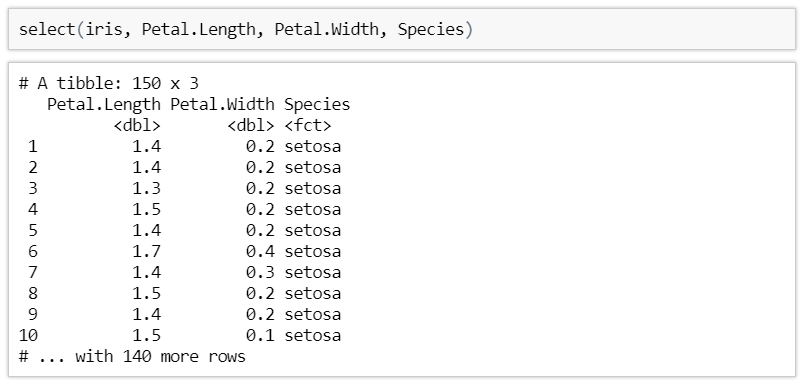 select(iris, Petal.Length, Petal.Width, Species)
# A tibble: 150 x 3
   Petal.Length Petal.Width Species
          <dbl>       <dbl> <fct>
 1          1.4         0.2 setosa
 2          1.4         0.2 setosa
 3          1.3         0.2 setosa
 4          1.5         0.2 setosa
 5          1.4         0.2 setosa
 6          1.7         0.4 setosa
 7          1.4         0.3 setosa
 8          1.5         0.2 setosa
 9          1.4         0.2 setosa
10          1.5         0.1 setosa
# ... with 140 more rows